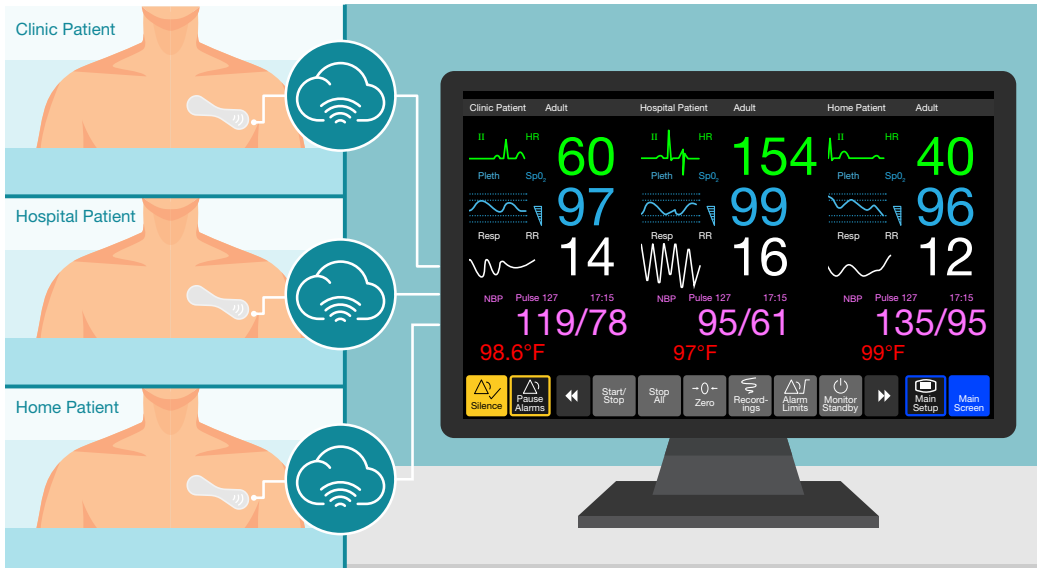 Clinic Patient
Hospital Patient
Home Patient
Clinic Patient Adult Hospital Patient Adult Home Patient Adult
II HR 60 II HR 154 II HR 40
Pleth Sp0₂ 97 Pleth Sp0₂ 99 Pleth Sp0₂ 96
Resp RR 14 Resp RR 16 Resp RR 12
NBP Pulse 127 17:15 NBP Pulse 127 17:15 NBP Pulse 127 17:15
119/78 95/61 135/95
98.6°F 97°F 99°F
Silence
Pause
Alarms
Start/
Stop
Stop
All
→0←
Zero
Record-
ings
Alarm
Limits
Monitor
Standby
Main
Setup
Main
Screen